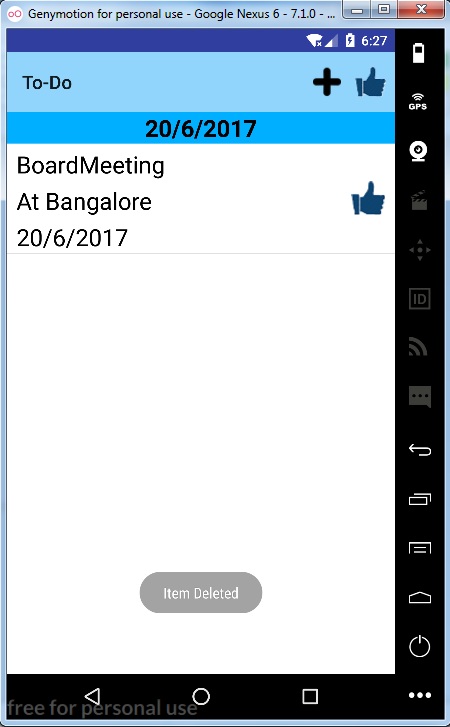 Genymotion for personal use - Google Nexus 6 - 7.1.0 - ...
6:27
GPS
To-Do
20/6/2017
BoardMeeting
At Bangalore
20/6/2017
ID
Item Deleted
free for personal use